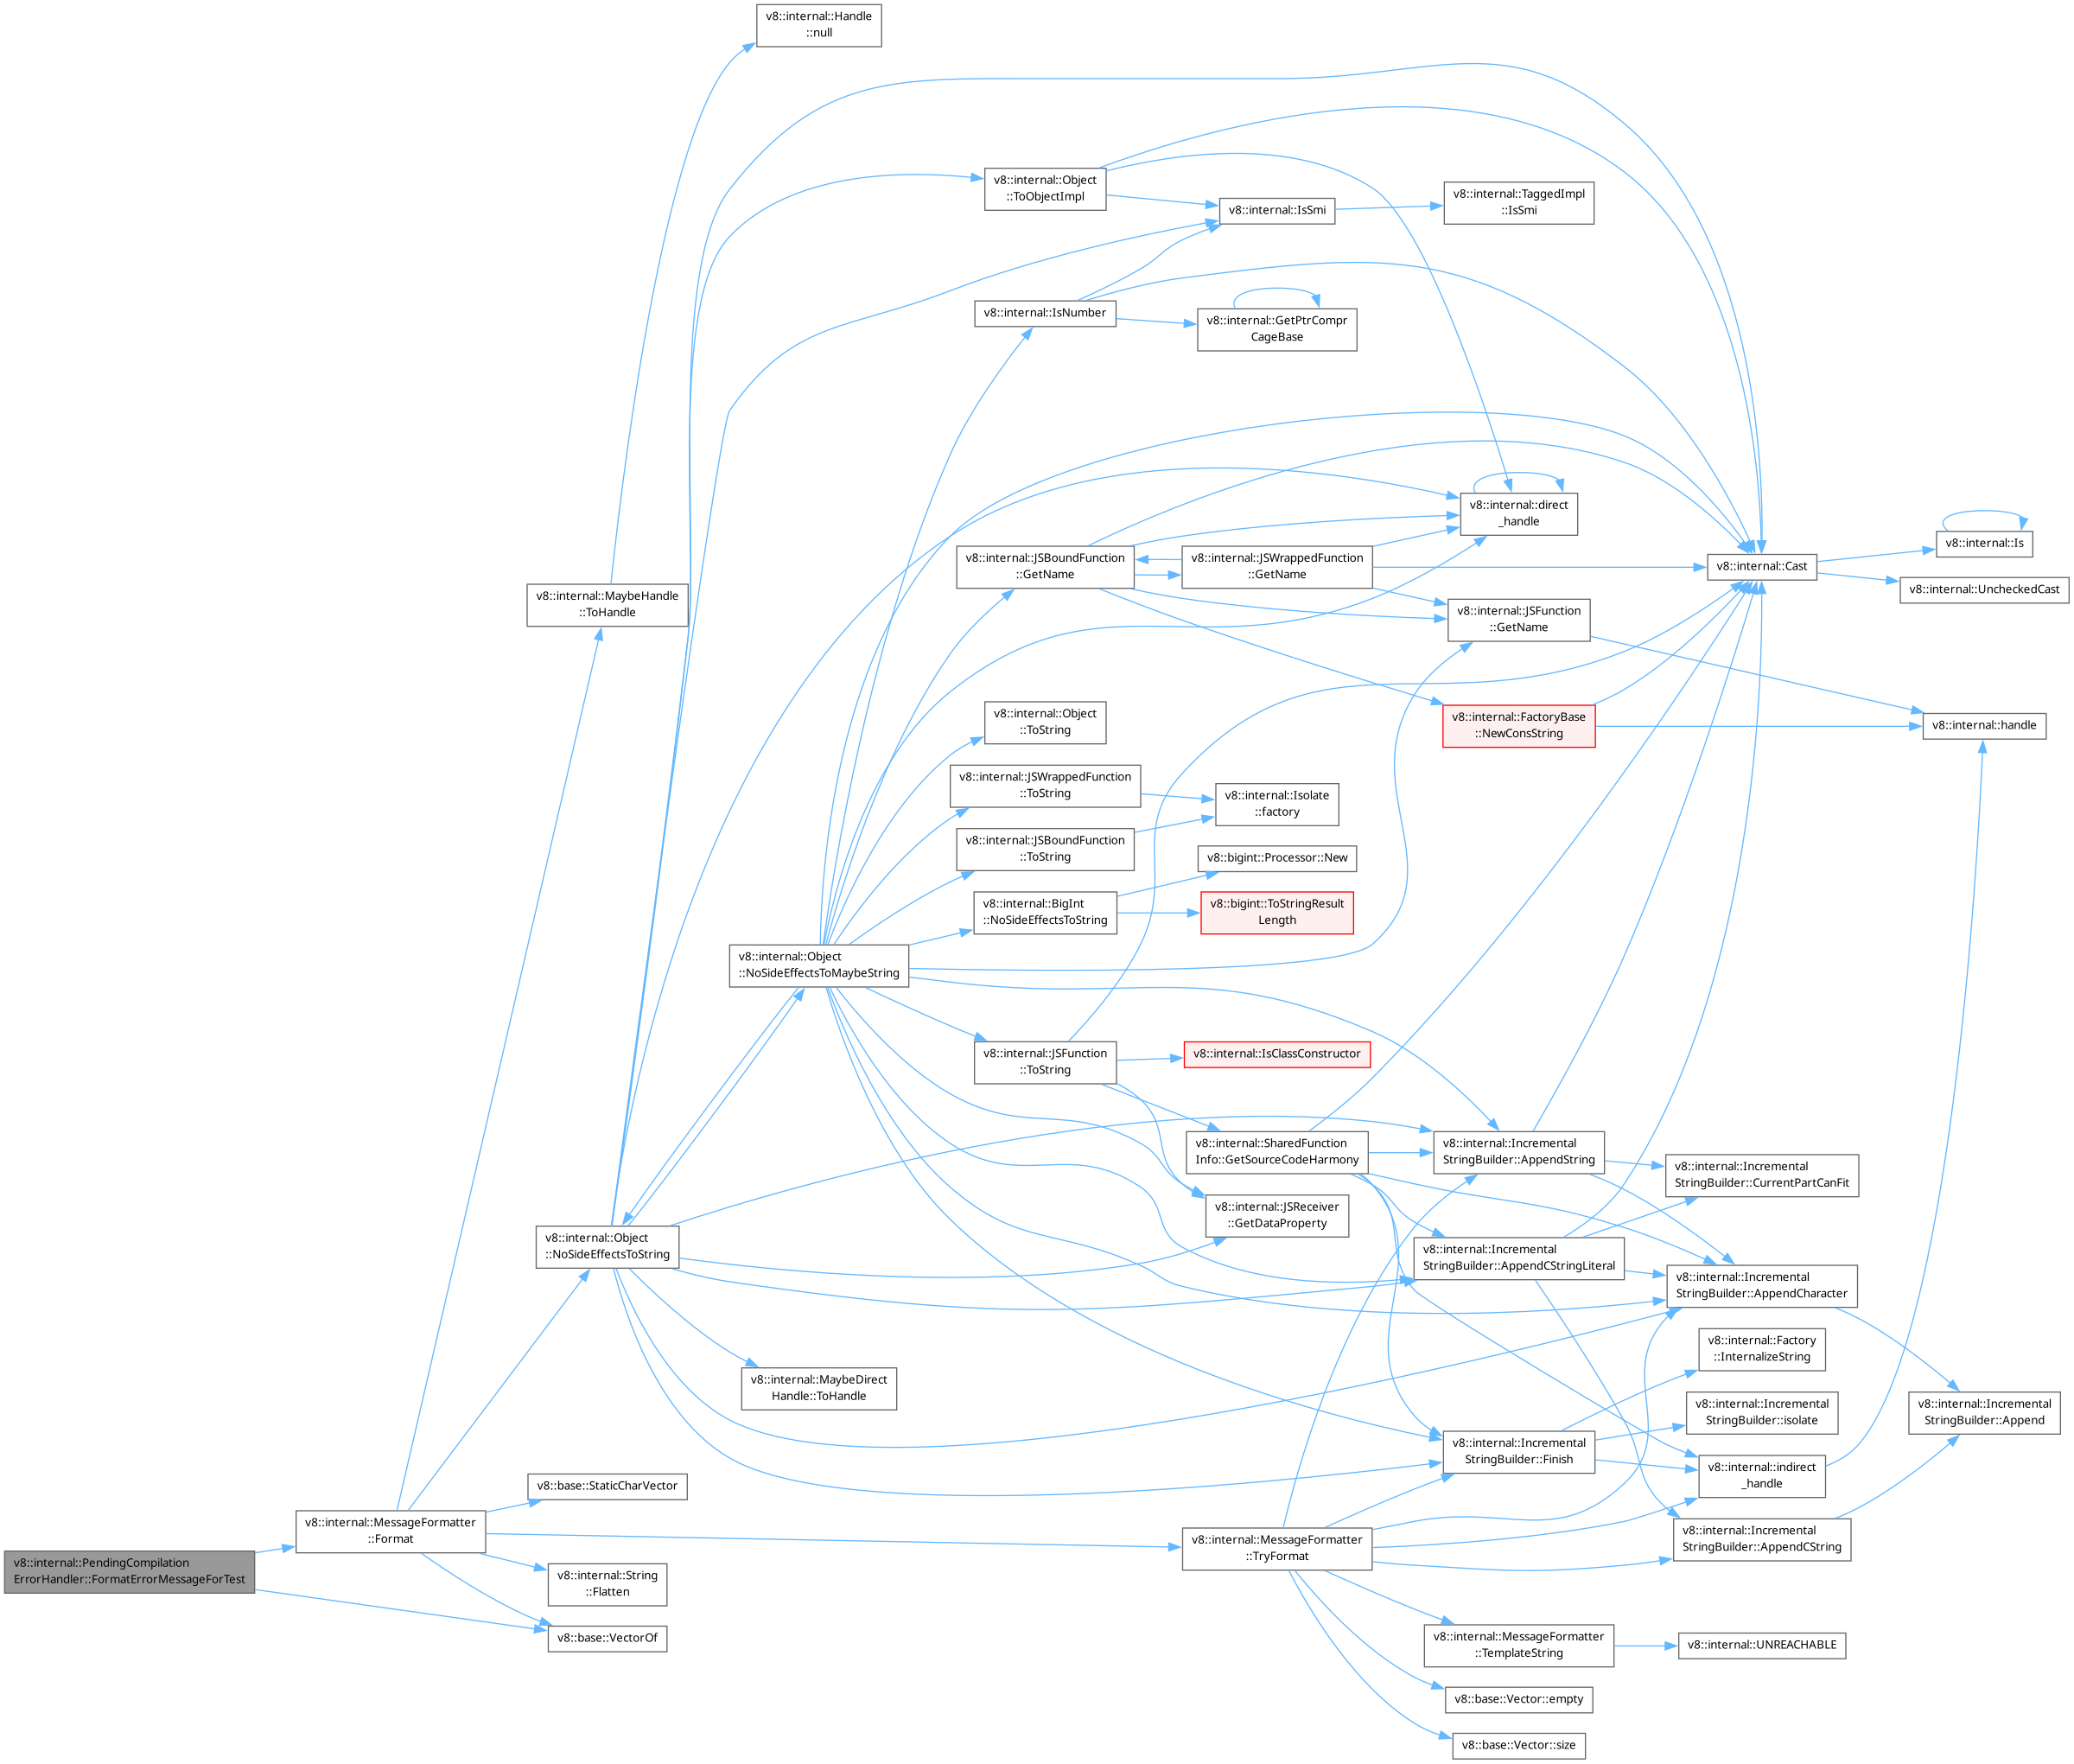 v8::internal::Handle
::null
v8::internal::Object
::ToObjectImpl
v8::internal::IsSmi
v8::internal::TaggedImpl
::IsSmi
v8::internal::IsNumber
v8::internal::GetPtrCompr
CageBase
v8::internal::direct
_handle
v8::internal::Is
v8::internal::JSBoundFunction
::GetName
v8::internal::JSWrappedFunction
::GetName
v8::internal::Cast
v8::internal::UncheckedCast
v8::internal::MaybeHandle
::ToHandle
v8::internal::JSFunction
::GetName
v8::internal::Object
::ToString
v8::internal::FactoryBase
::NewConsString
v8::internal::handle
v8::internal::JSWrappedFunction
::ToString
v8::internal::Isolate
::factory
v8::internal::JSBoundFunction
::ToString
v8::bigint::Processor::New
v8::internal::BigInt
::NoSideEffectsToString
v8::bigint::ToStringResult
Length
v8::internal::Object
::NoSideEffectsToMaybeString
v8::internal::JSFunction
::ToString
v8::internal::IsClassConstructor
v8::internal::SharedFunction
Info::GetSourceCodeHarmony
v8::internal::Incremental
StringBuilder::AppendString
v8::internal::Incremental
StringBuilder::CurrentPartCanFit
v8::internal::JSReceiver
::GetDataProperty
v8::internal::Object
::NoSideEffectsToString
v8::internal::Incremental
StringBuilder::AppendCStringLiteral
v8::internal::Incremental
StringBuilder::AppendCharacter
v8::internal::Factory
::InternalizeString
v8::internal::MaybeDirect
Handle::ToHandle
v8::internal::Incremental
StringBuilder::isolate
v8::internal::Incremental
StringBuilder::Append
v8::internal::Incremental
StringBuilder::Finish
v8::internal::indirect
_handle
v8::base::StaticCharVector
v8::internal::MessageFormatter
::Format
v8::internal::MessageFormatter
::TryFormat
v8::internal::Incremental
StringBuilder::AppendCString
v8::internal::PendingCompilation
ErrorHandler::FormatErrorMessageForTest
v8::internal::String
::Flatten
v8::base::VectorOf
v8::internal::MessageFormatter
::TemplateString
v8::internal::UNREACHABLE
v8::base::Vector::empty
v8::base::Vector::size